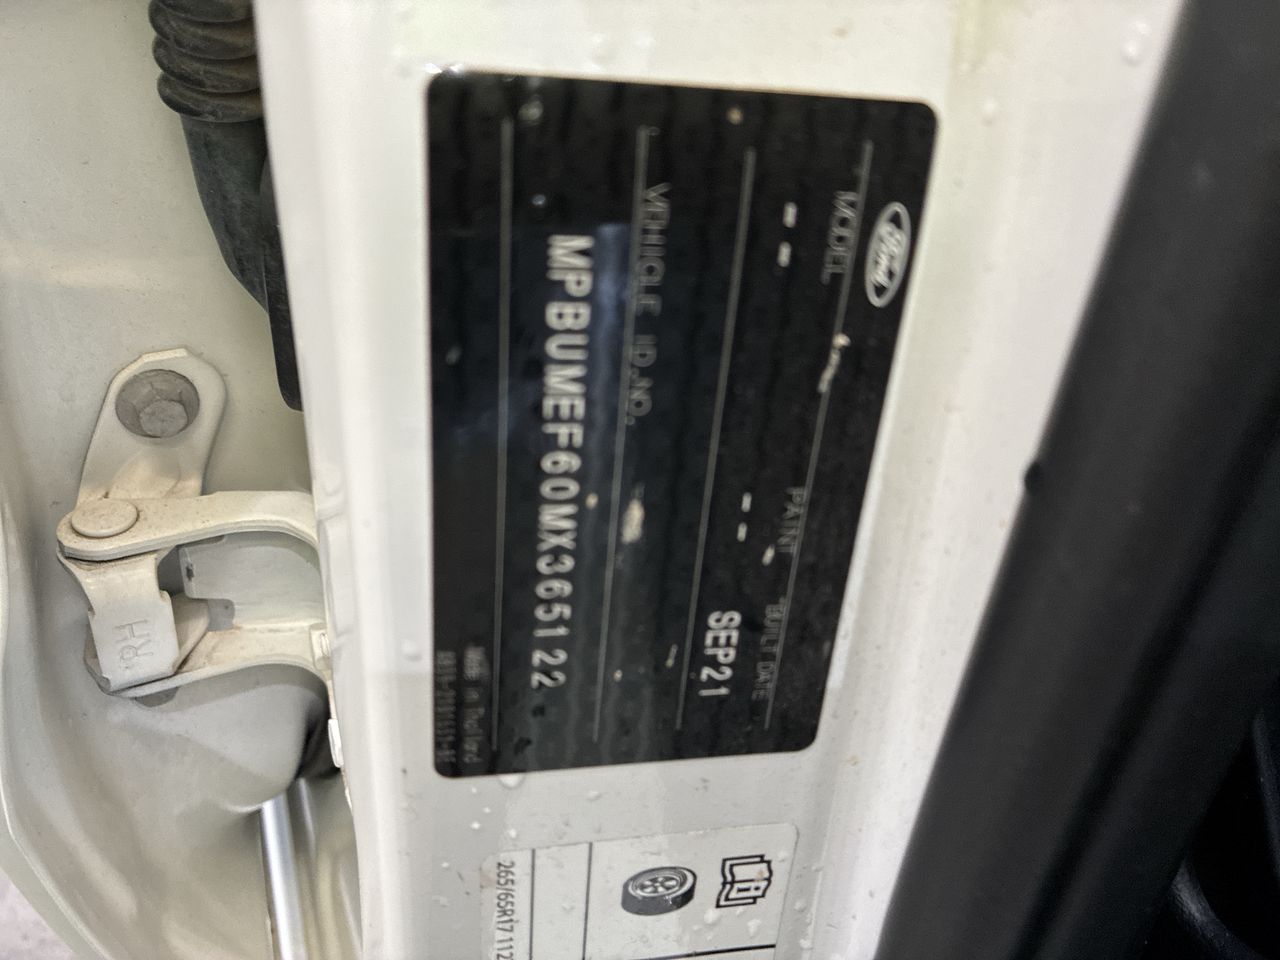 Ford
MODEL PAINT BUILT DATE
-- -- SEP21
VEHICLE ID.NO.
MPBUMEF60MX365122
Made in Thailand
265/65R17 112